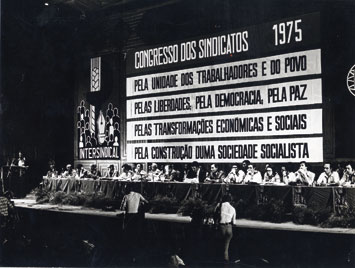 CONGRESSO DOS SINDICATOS 1975
PELA UNIDADE DOS TRABALHADORES E DO POVO
PELAS LIBERDADES, PELA DEMOCRACIA, PELA PAZ
PELAS TRANSFORMAÇÕES ECONÓMICAS E SOCIAIS
INTERSINDICAL
PELA CONSTRUÇÃO DUMA SOCIEDADE SOCIALISTA